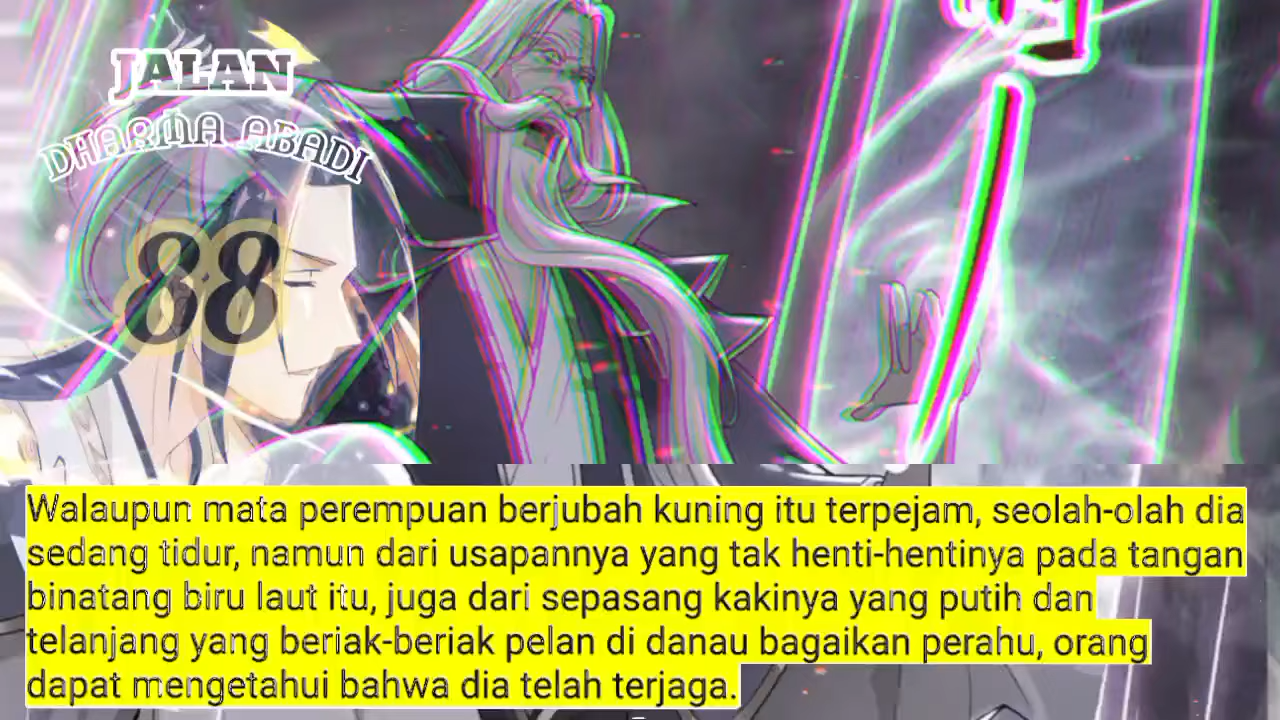 JALAN
DHARMA ABADI
88
Walaupun mata perempuan berjubah kuning itu terpejam, seolah-olah dia
sedang tidur, namun dari usapannya yang tak henti-hentinya pada tangan
binatang biru laut itu, juga dari sepasang kakinya yang putih dan
telanjang yang beriak-beriak pelan di danau bagaikan perahu, orang
dapat mengetahui bahwa dia telah terjaga.